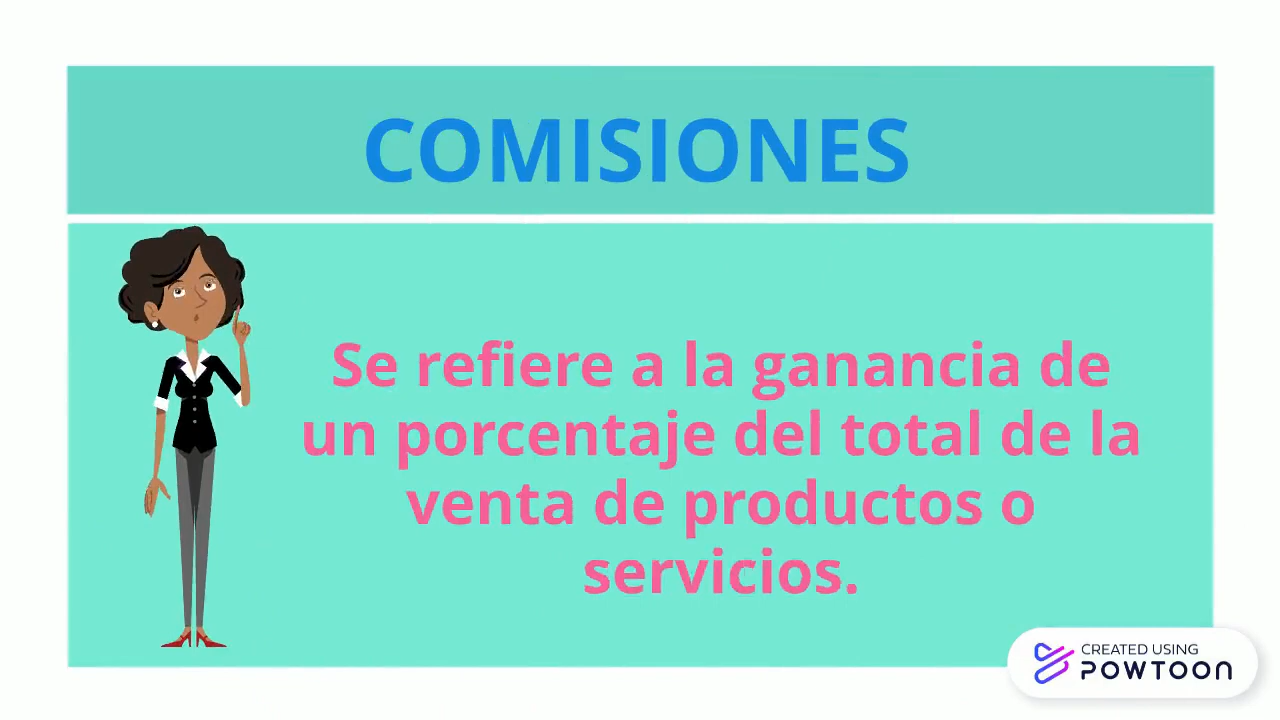 COMISIONES
Se refiere a la ganancia de
un porcentaje del total de la
venta de productos o
servicios.
CREATED USING
POWTOON